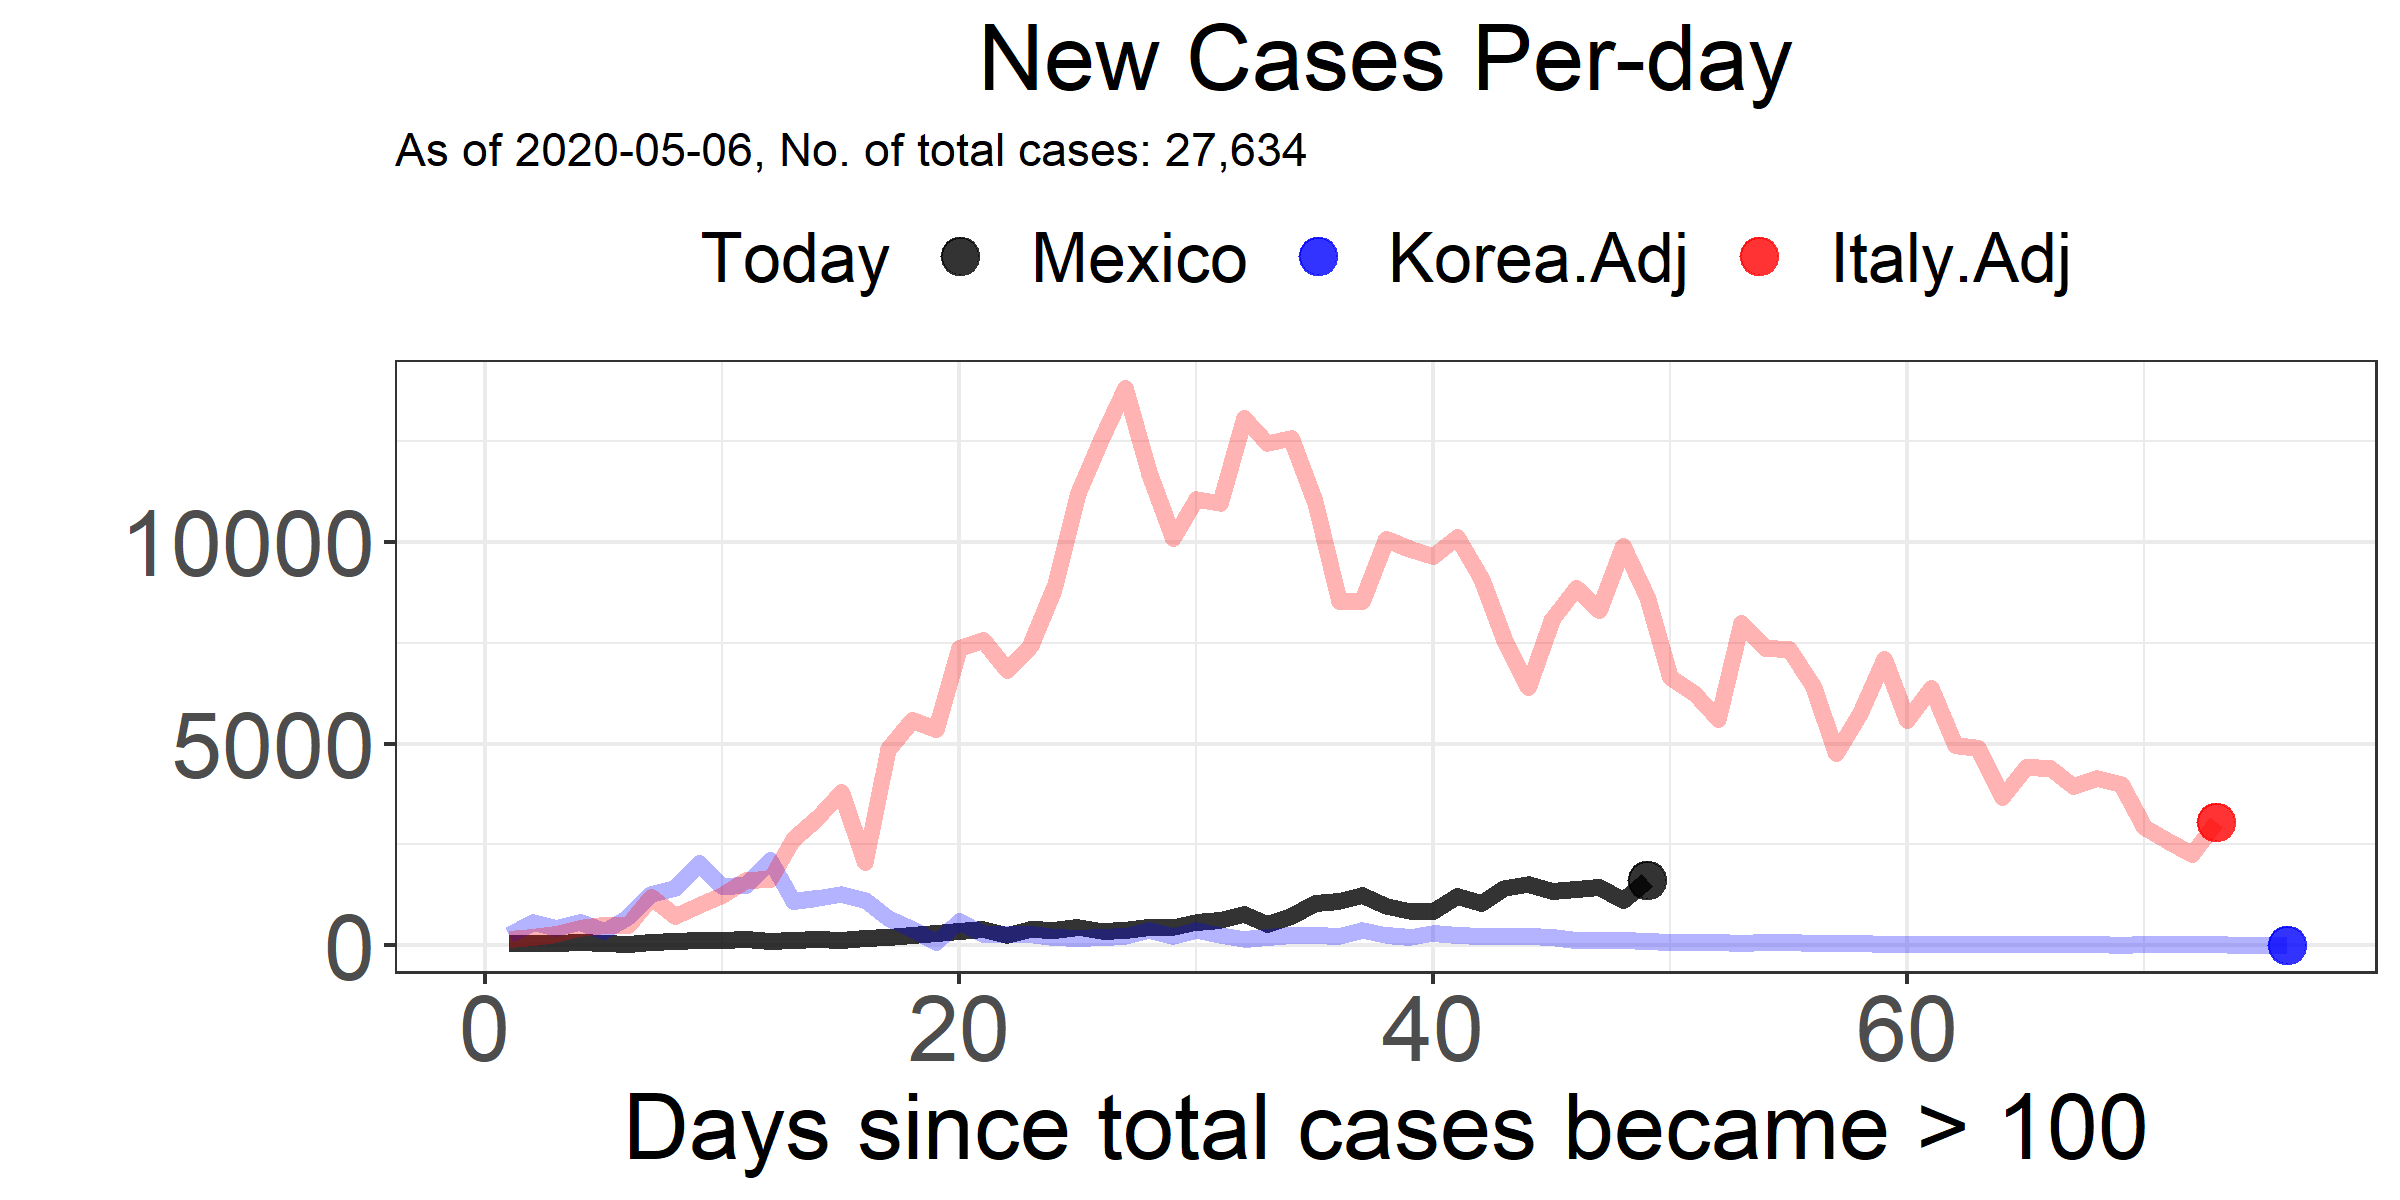 New Cases Per-day
As of 2020-05-06, No. of total cases: 27,634
Today Mexico Korea.Adj Italy.Adj
10000
5000
0
0 20 40 60
Days since total cases became > 100